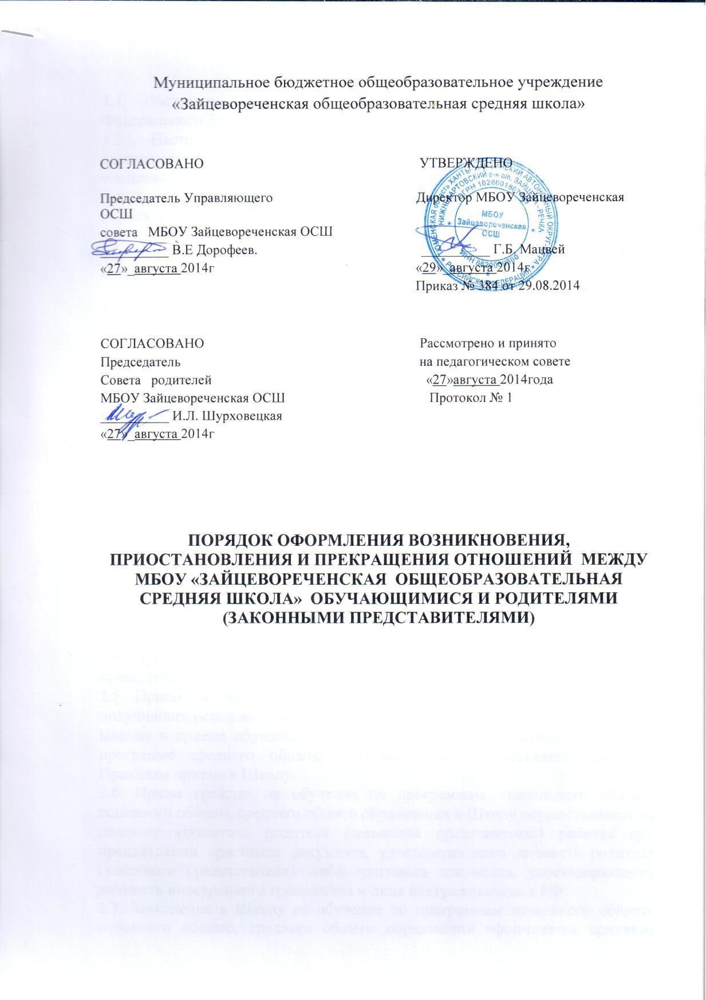 Муниципальное бюджетное общеобразовательное учреждение
«Зайцевореченская общеобразовательная средняя школа»
СОГЛАСОВАНО
Председатель Управляющего
ОСШ
совета МБОУ Зайцевореченская ОСШ
__________ В.Е Дорофеев.
«27»_августа 2014г
УТВЕРЖДЕНО
Директор МБОУ Зайцевореченская
__________ Г.Б. Мацвей
«29»_августа 2014г
Приказ № 384 от 29.08.2014
МБОУ
Зайцевореченская
ОСШ
СОГЛАСОВАНО
Председатель
Совета родителей
МБОУ Зайцевореченская ОСШ
__________ И.Л. Шурховецкая
«27»_августа 2014г
Рассмотрено и принято
на педагогическом совете
«27»августа 2014года
Протокол № 1
ПОРЯДОК ОФОРМЛЕНИЯ ВОЗНИКНОВЕНИЯ,
ПРИОСТАНОВЛЕНИЯ И ПРЕКРАЩЕНИЯ ОТНОШЕНИЙ МЕЖДУ
МБОУ «ЗАЙЦЕВОРЕЧЕНСКАЯ ОБЩЕОБРАЗОВАТЕЛЬНАЯ
СРЕДНЯЯ ШКОЛА» ОБУЧАЮЩИМИСЯ И РОДИТЕЛЯМИ
(ЗАКОННЫМИ ПРЕДСТАВИТЕЛЯМИ)